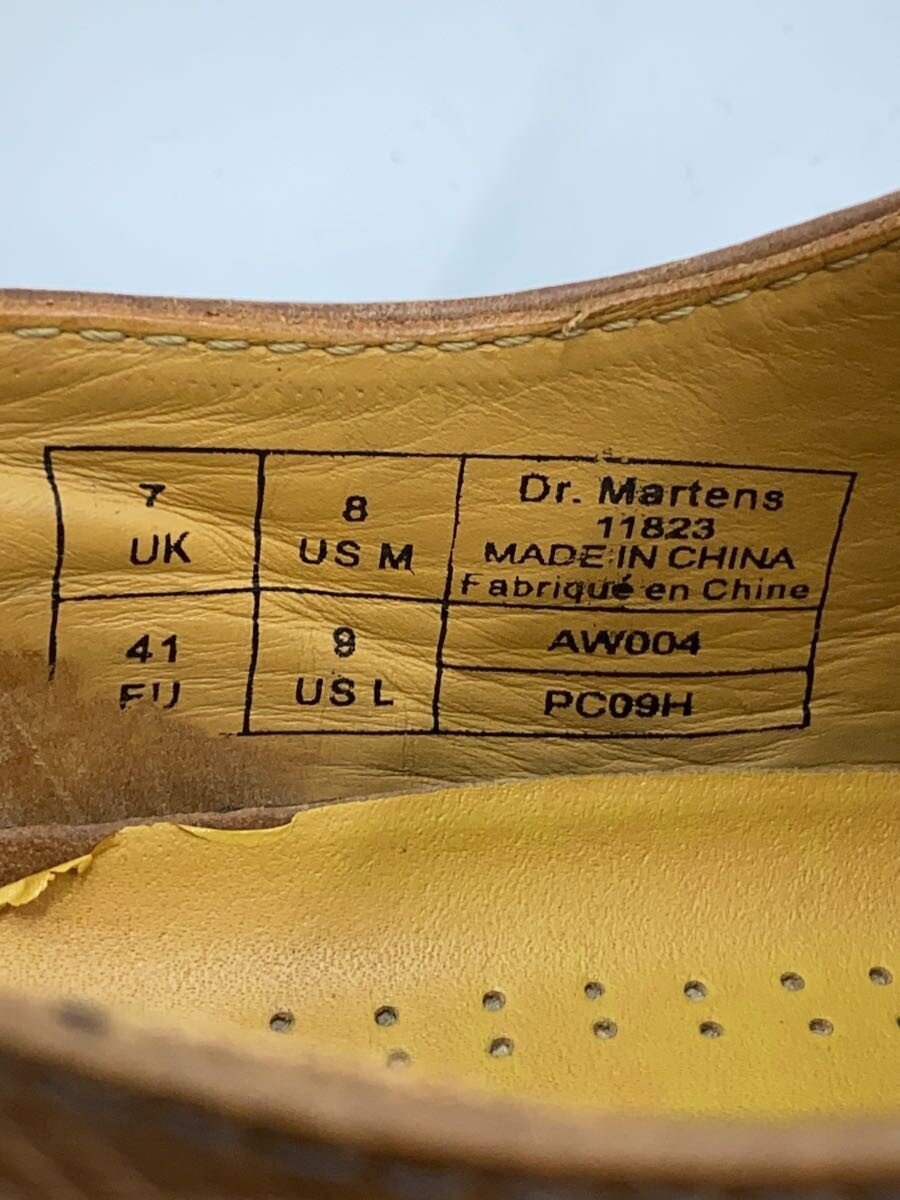 7
UK
8
US M
Dr. Martens
11823
MADE IN CHINA
Fabriqué en Chine
41
EU
9
US L
AW004
PC09H